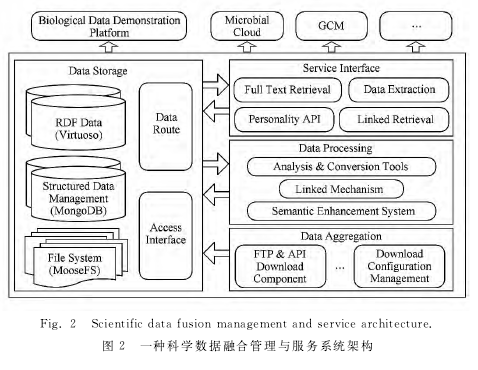 Biological Data Demonstration
Platform
Microbial
Cloud
GCM
...
Data Storage
RDF Data
(Virtuoso)
Structured Data
Management
(MongoDB)
File System
(MooseFS)
Data
Route
Access
Interface
Service Interface
Full Text Retrieval
Data Extraction
Personality API
Linked Retrieval
Data Processing
Analysis & Conversion Tools
Linked Mechanism
Semantic Enhancement System
Data Aggregation
FTP & API
Download
Component
...
Download
Configuration
Management
Fig. 2 Scientific data fusion management and service architecture.
图 2 一种科学数据融合管理与服务系统架构